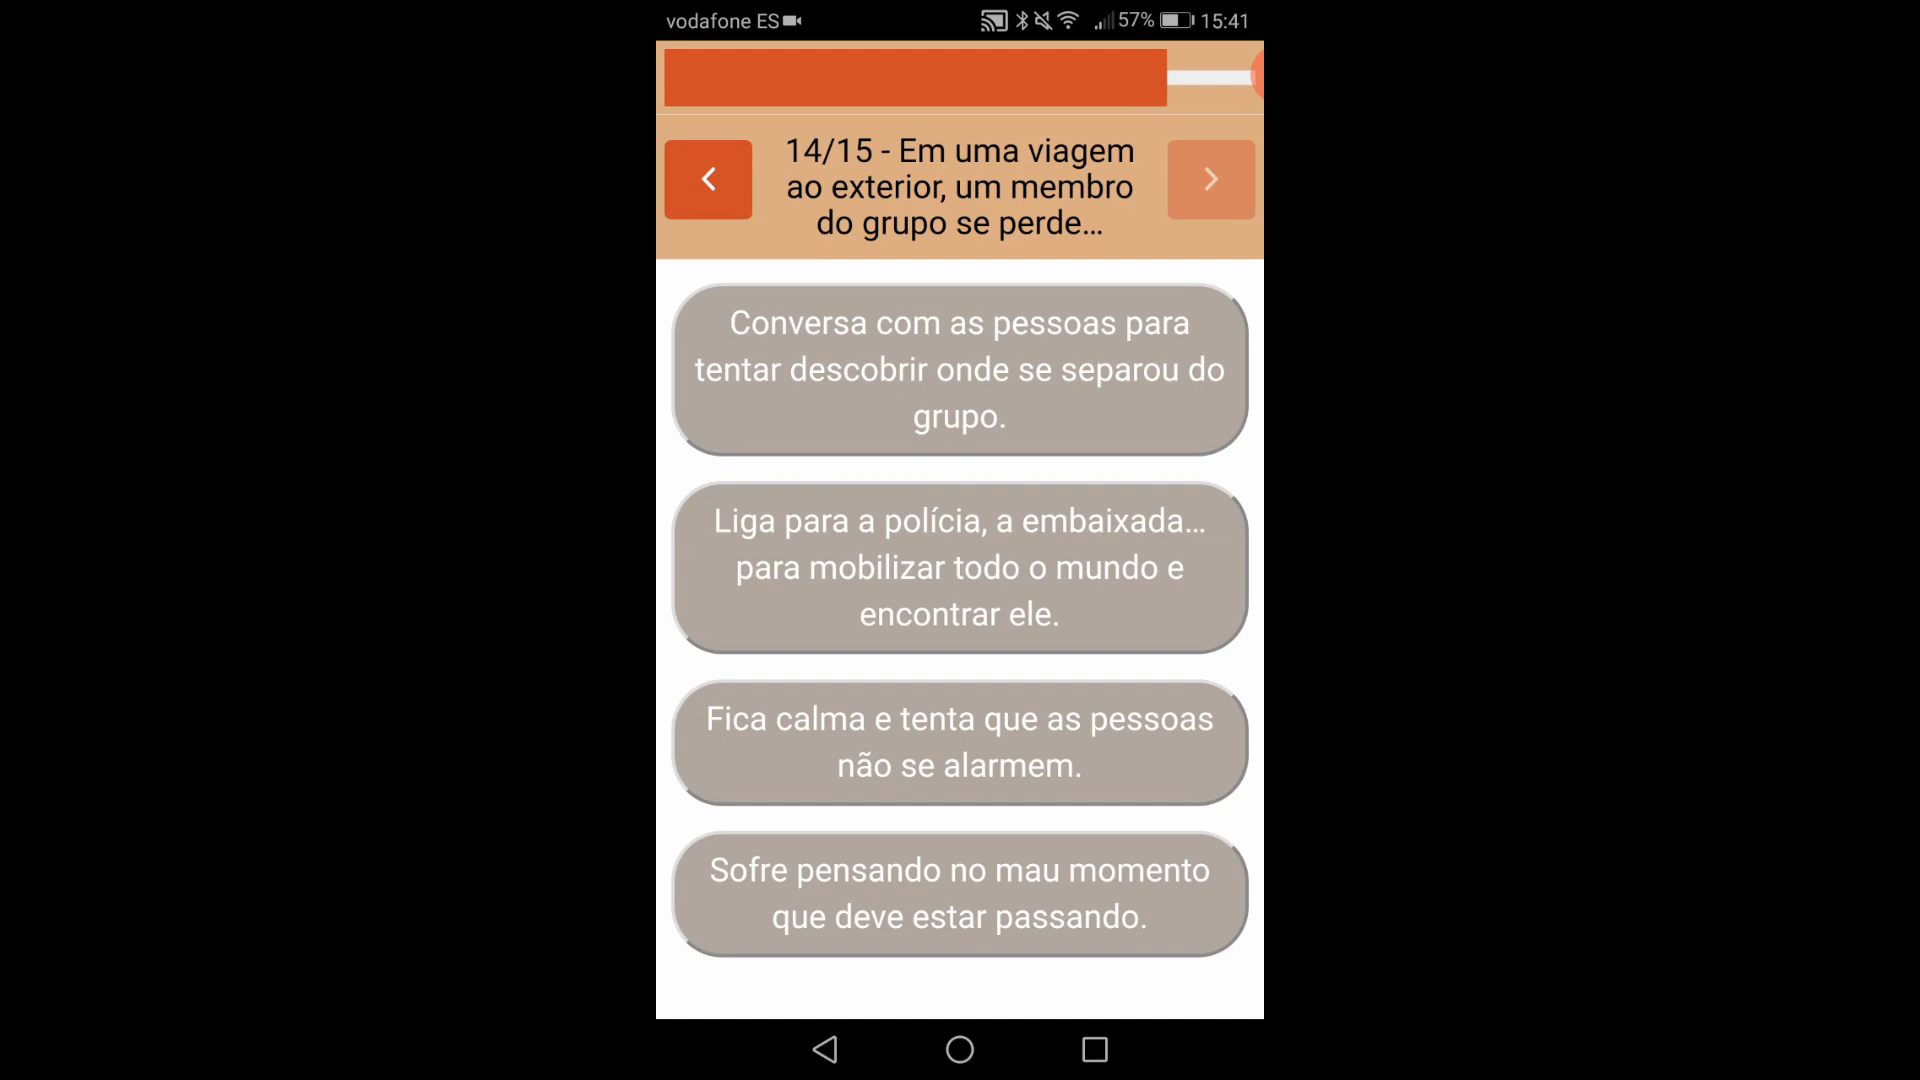 vodafone ES
57%
15:41
14/15 - Em uma viagem
ao exterior, um membro
do grupo se perde...
Conversa com as pessoas para
tentar descobrir onde se separou do
grupo.
Liga para a polícia, a embaixada...
para mobilizar todo o mundo e
encontrar ele.
Fica calma e tenta que as pessoas
não se alarmem.
Sofre pensando no mau momento
que deve estar passando.